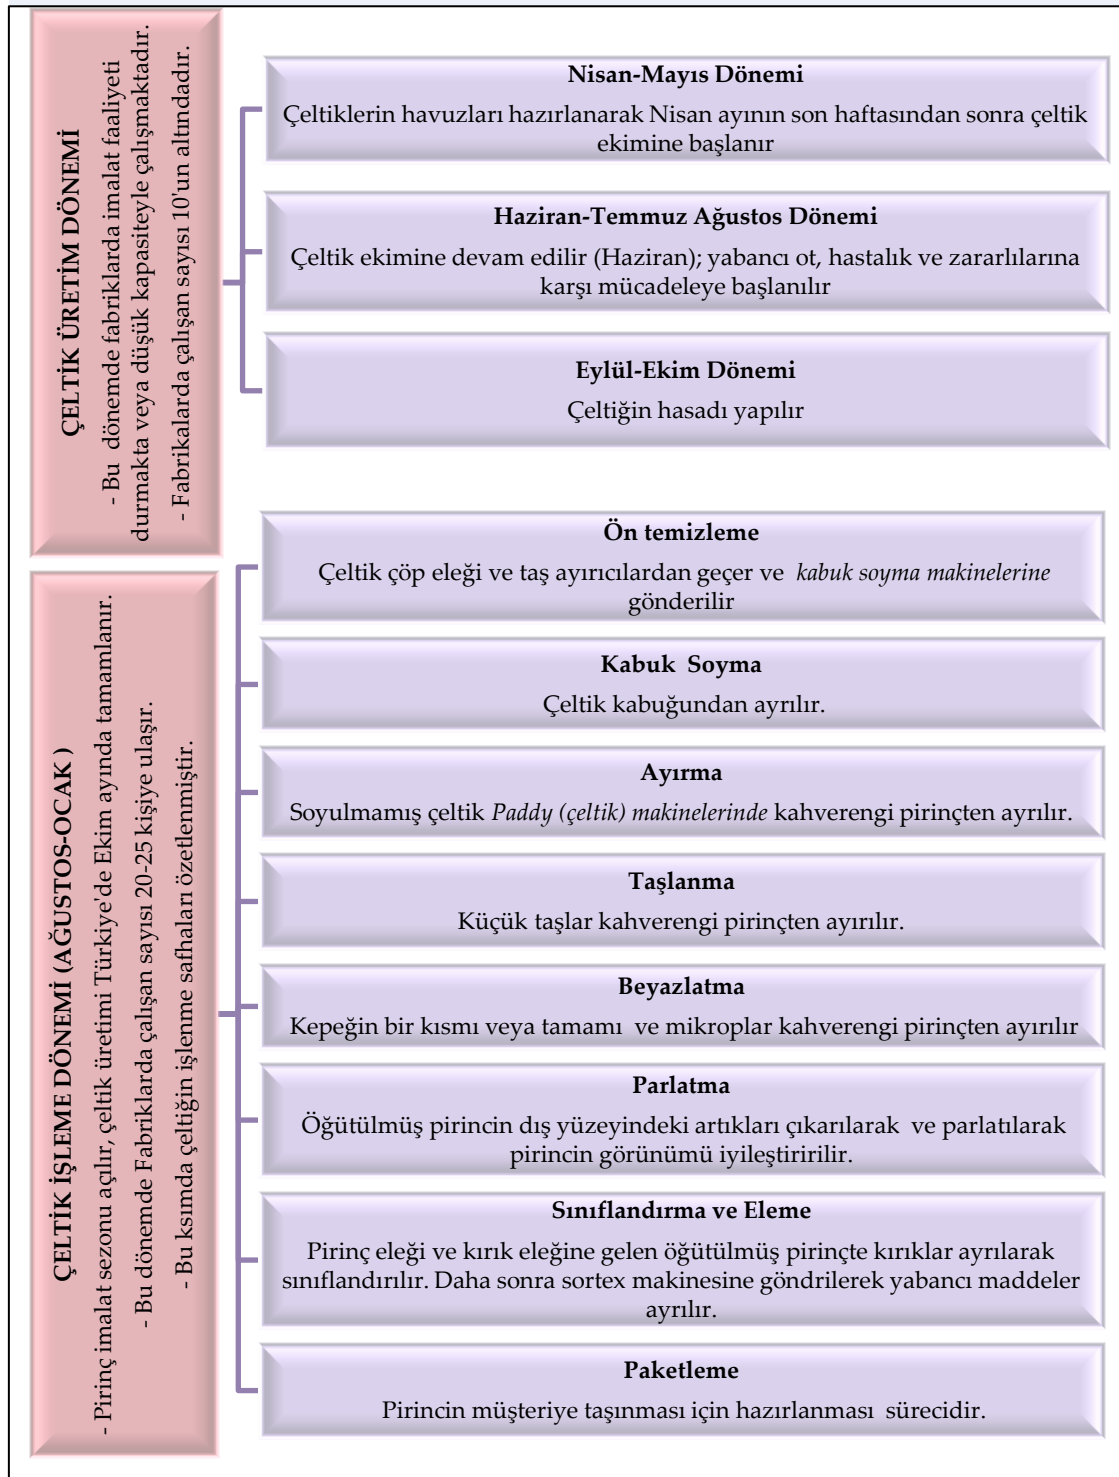 ÇELTİK ÜRETİM DÖNEMİ
- Bu  dönemde fabriklarda imalat faaliyeti
durmakta veya düşük kapasiteyle çalışmaktadır.
- Fabrikalarda çalışan sayısı 10'un altındadır.
Nisan-Mayıs Dönemi
Çeltiklerin havuzları hazırlanarak Nisan ayının son haftasından sonra çeltik
ekimine başlanır
Haziran-Temmuz Ağustos Dönemi
Çeltik ekimine devam edilir (Haziran); yabancı ot, hastalık ve zararlılarına
karşı mücadeleye başlanılır
Eylül-Ekim Dönemi
Çeltiğin hasadı yapılır
ÇELTİK İŞLEME DÖNEMİ (AĞUSTOS-OCAK )
- Pirinç imalat sezonu açılır, çeltik üretimi Türkiye'de Ekim ayında tamamlanır.
- Bu dönemde Fabriklarda çalışan sayısı 20-25 kişiye ulaşır.
- Bu ksımda çeltiğin işlenme safhaları özetlenmiştir.
Ön temizleme
Çeltik çöp eleği ve taş ayırıcılardan geçer ve  kabuk soyma makinelerine
gönderilir
Kabuk  Soyma
Çeltik kabuğundan ayrılır.
Ayırma
Soyulmamış çeltik Paddy (çeltik) makinelerinde kahverengi pirinçten ayrılır.
Taşlanma
Küçük taşlar kahverengi pirinçten ayırılır.
Beyazlatma
Kepeğin bir kısmı veya tamamı  ve mikroplar kahverengi pirinçten ayırılır
Parlatma
Öğütülmüş pirincin dış yüzeyindeki artıkları çıkarılarak  ve parlatılarak
pirincin görünümü iyileştiririlir.
Sınıflandırma ve Eleme
Pirinç eleği ve kırık eleğine gelen öğütülmüş pirinçte kırıklar ayrılarak
sınıflandırılır. Daha sonra sortex makinesine göndrilerek yabancı maddeler
ayrılır.
Paketleme
Pirincin müşteriye taşınması için hazırlanması  sürecidir.